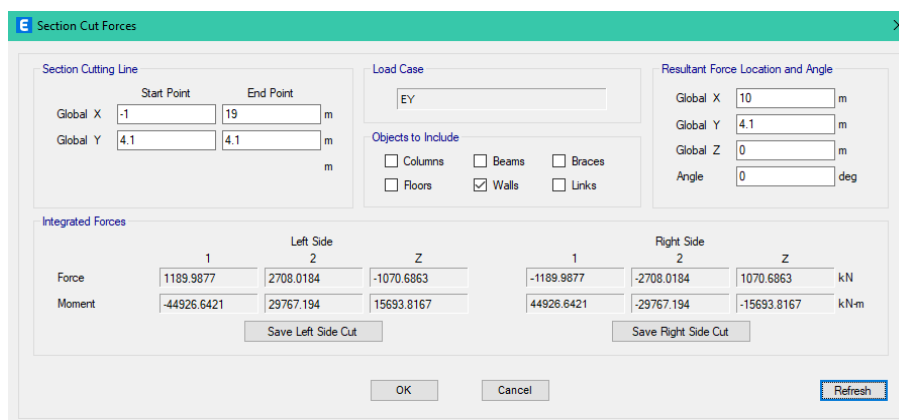 E Section Cut Forces
Section Cutting Line
Start Point End Point
Global X -1 19 m
Global Y 4.1 4.1 m
m
Load Case
EY
Objects to Include
Columns Beams Braces
Floors Walls Links
Resultant Force Location and Angle
Global X 10 m
Global Y 4.1 m
Global Z 0 m
Angle 0 deg
Integrated Forces
Left Side Right Side
1 2 Z 1 2 Z
Force 1189.9877 2708.0184 -1070.6863 -1189.9877 -2708.0184 1070.6863 kN
Moment -44926.6421 29767.194 15693.8167 44926.6421 -29767.194 -15693.8167 kN-m
Save Left Side Cut Save Right Side Cut
OK Cancel Refresh